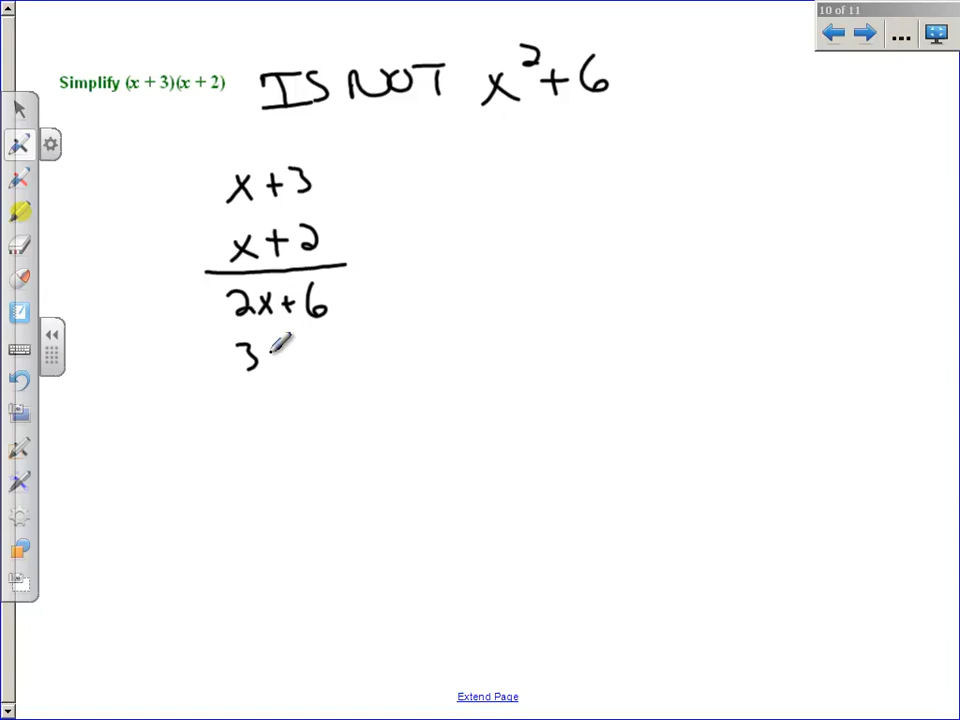 10 of 11
Simplify (x + 3)(x + 2) IS NOT x² + 6
x + 3
x + 2
2x + 6
3
Extend Page